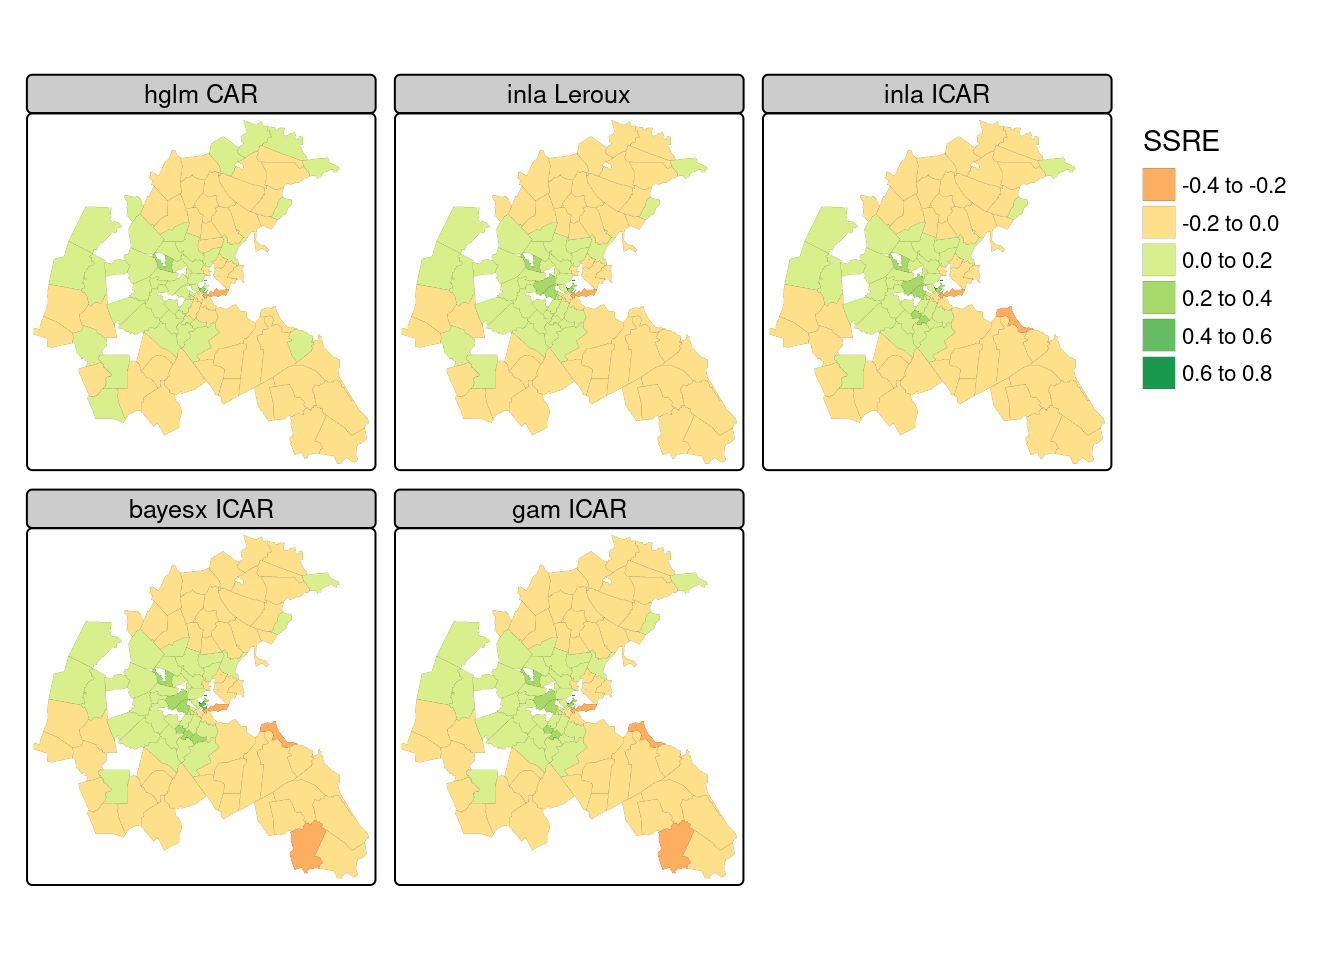 hglm CAR
inla Leroux
inla ICAR
SSRE
-0.4 to -0.2
-0.2 to 0.0
0.0 to 0.2
0.2 to 0.4
0.4 to 0.6
0.6 to 0.8
bayesx ICAR
gam ICAR